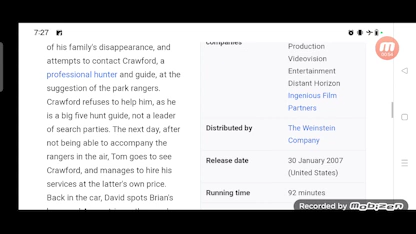 7:27
of his family's disappearance, and
attempts to contact Crawford, a
professional hunter and guide, at the
suggestion of the park rangers.
Crawford refuses to help him, as he
is a big five hunt guide, not a leader
of search parties. The next day, after
not being able to accompany the
rangers in the air, Tom goes to see
Crawford, and manages to hire his
services at the latter's own price.
Back in the car, David spots Brian's
companies
Production
Videovision
Entertainment
Distant Horizon
Ingenious Film
Partners
Distributed by
The Weinstein
Company
Release date
30 January 2007
(United States)
Running time
92 minutes
Recorded by Mobizen